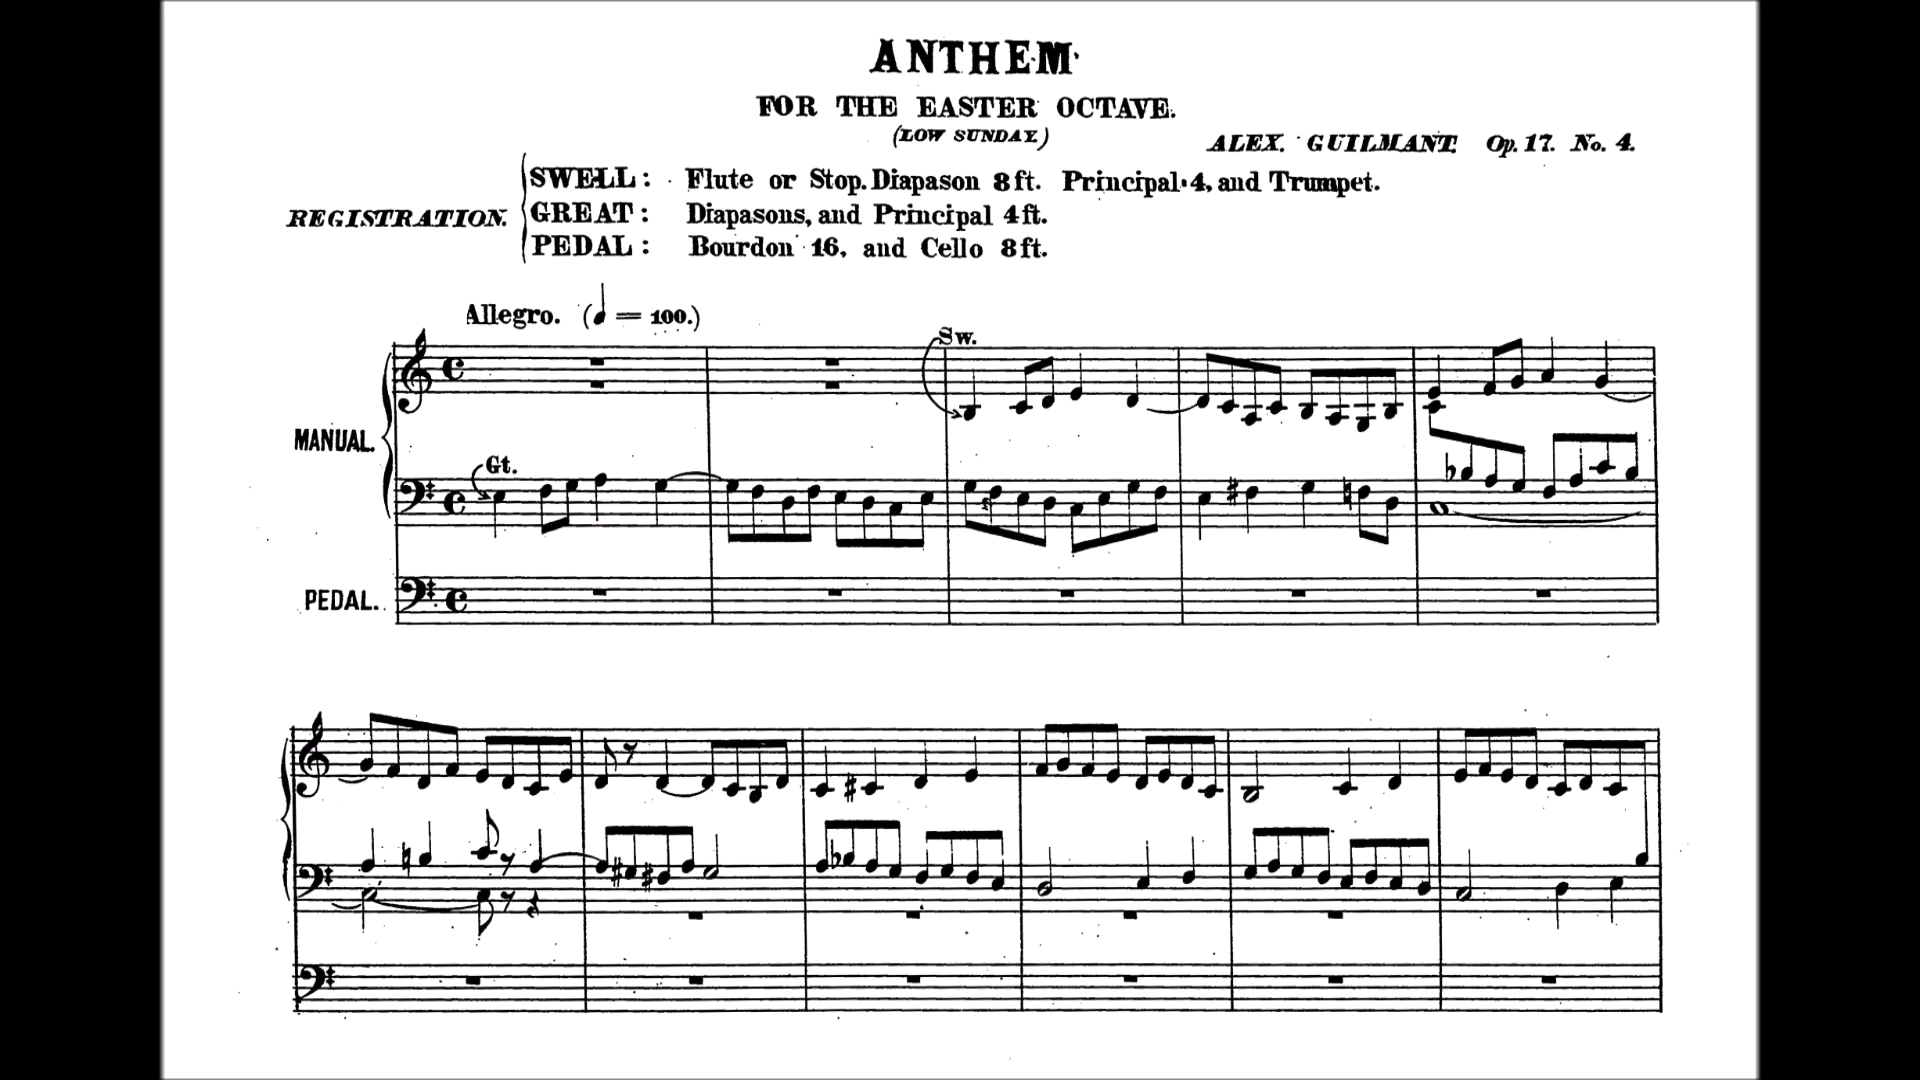 ANTHEM
FOR THE EASTER OCTAVE.
(LOW SUNDAY)
ALEX. GUILMANT. Op. 17. No. 4.
REGISTRATION.
SWELL: Flute or Stop. Diapason 8 ft. Principal 4, and Trumpet.
GREAT: Diapasons, and Principal 4 ft.
PEDAL: Bourdon 16, and Cello 8 ft.
Allegro. (♩ = 100.)
Sw.
MANUAL.
Gt.
PEDAL.